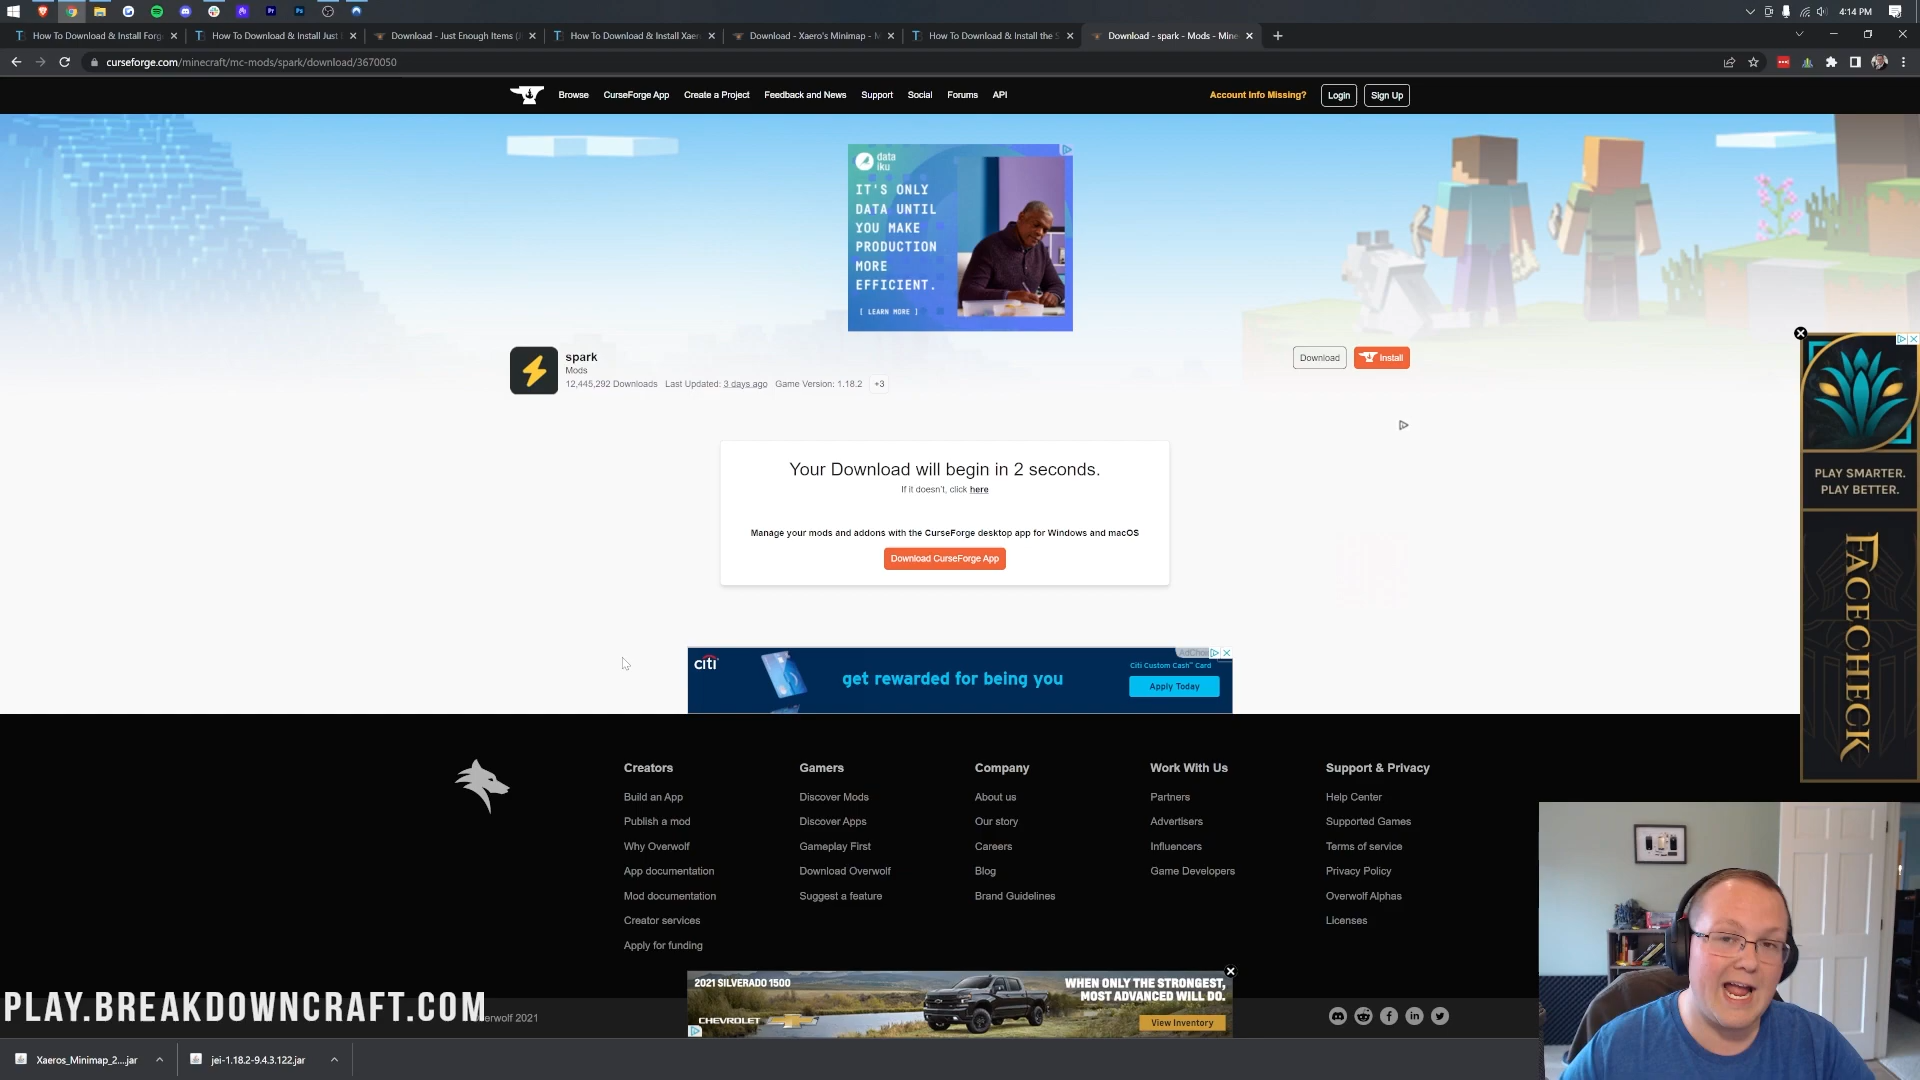 4:14 PM
How To Download & Install Forg
How To Download & Install Just
Download - Just Enough Items (J
How To Download & Install Xaer
Download - Xaero's Minimap - M
How To Download & Install the S
Download - spark - Mods - Mine
curseforge.com/minecraft/mc-mods/spark/download/3670050
Browse
CurseForge App
Create a Project
Feedback and News
Support
Social
Forums
API
Account Info Missing?
Login
Sign Up
data
iku
IT'S ONLY
DATA UNTIL
YOU MAKE
PRODUCTION
MORE
EFFICIENT.
[ LEARN MORE ]
spark
Mods
12,445,292 Downloads Last Updated: 3 days ago Game Version: 1.18.2 +3
Download
Install
Your Download will begin in 2 seconds.
If it doesn't, click here
Manage your mods and addons with the CurseForge desktop app for Windows and macOS
Download CurseForge App
PLAY SMARTER.
PLAY BETTER.
FACECHECK
citi
get rewarded for being you
Citi Custom Cash™ Card
Apply Today
Creators
Build an App
Publish a mod
Why Overwolf
App documentation
Mod documentation
Creator services
Apply for funding
Gamers
Discover Mods
Discover Apps
Gameplay First
Download Overwolf
Suggest a feature
Company
About us
Our story
Careers
Blog
Brand Guidelines
Work With Us
Partners
Advertisers
Influencers
Game Developers
Support & Privacy
Help Center
Supported Games
Terms of service
Privacy Policy
Overwolf Alphas
Licenses
2021 SILVERADO 1500
CHEVROLET
WHEN ONLY THE STRONGEST,
MOST ADVANCED WILL DO.
View Inventory
PLAY.BREAKDOWNCRAFT.COM
erwolf 2021
Xaeros_Minimap_2....jar
jei-1.18.2-9.4.3.122.jar